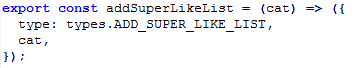 export const addSuperLikeList = (cat) => ({
  type: types.ADD_SUPER_LIKE_LIST,
  cat,
});